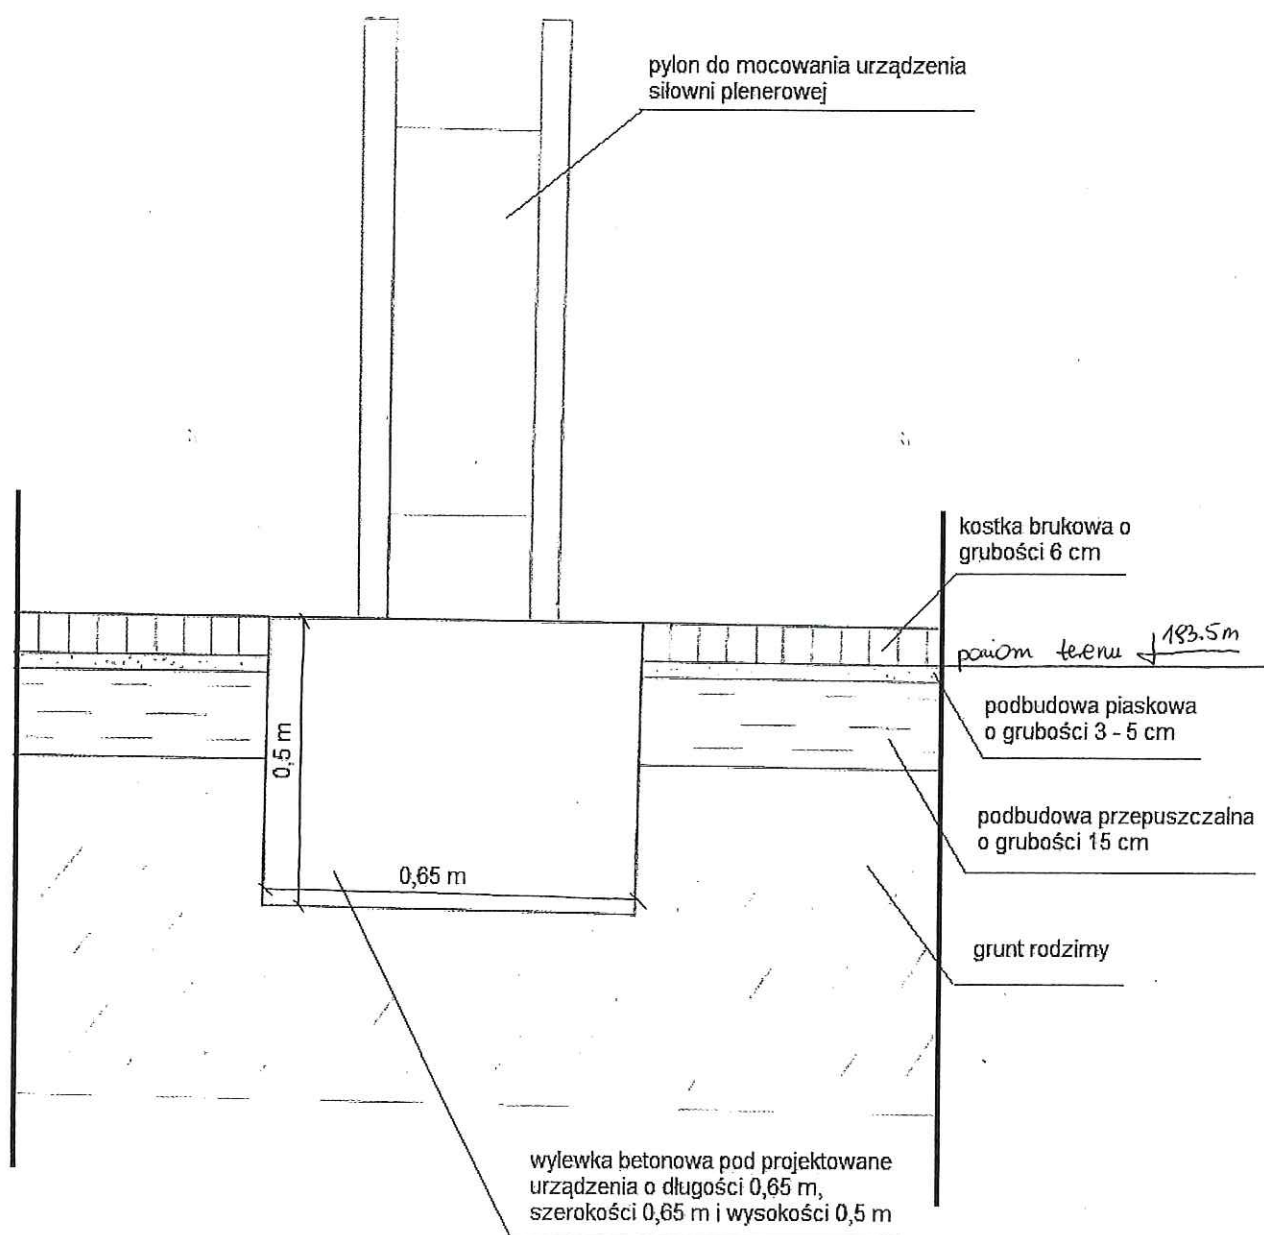 pylon do mocowania urządzenia
siłowni plenerowej
kostka brukowa o
grubości 6 cm
poziom terenu 193.5m
podbudowa piaskowa
o grubości 3 - 5 cm
0,5 m
podbudowa przepuszczalna
o grubości 15 cm
0,65 m
grunt rodzimy
wylewka betonowa pod projektowane
urządzenia o długości 0,65 m,
szerokości 0,65 m i wysokości 0,5 m